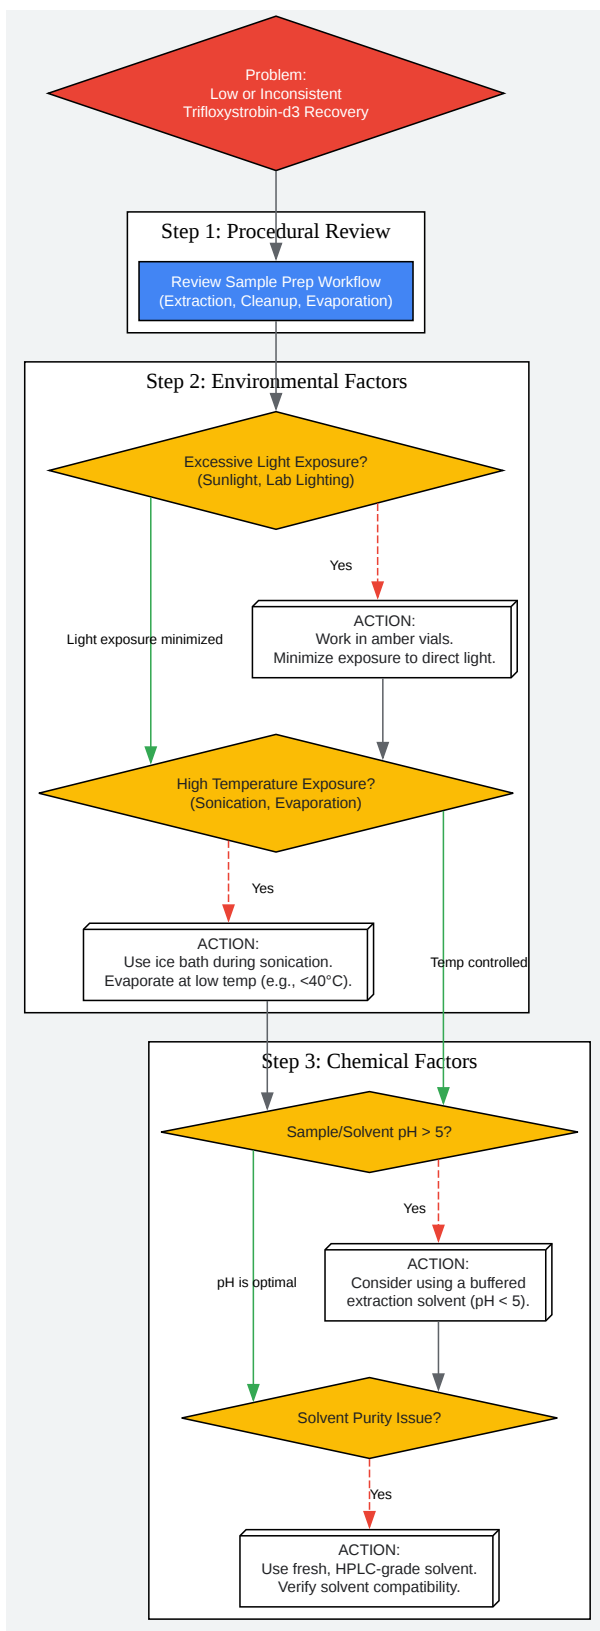 Problem:
Low or Inconsistent
Trifloxystrobin-d3 Recovery
Step 1: Procedural Review
Review Sample Prep Workflow
(Extraction, Cleanup, Evaporation)
Step 2: Environmental Factors
Excessive Light Exposure?
(Sunlight, Lab Lighting)
Yes
ACTION:
Work in amber vials.
Minimize exposure to direct light.
Light exposure minimized
High Temperature Exposure?
(Sonication, Evaporation)
Yes
ACTION:
Use ice bath during sonication.
Evaporate at low temp (e.g., <40°C).
Temp controlled
Step 3: Chemical Factors
Sample/Solvent pH > 5?
Yes
ACTION:
Consider using a buffered
extraction solvent (pH < 5).
pH is optimal
Solvent Purity Issue?
Yes
ACTION:
Use fresh, HPLC-grade solvent.
Verify solvent compatibility.